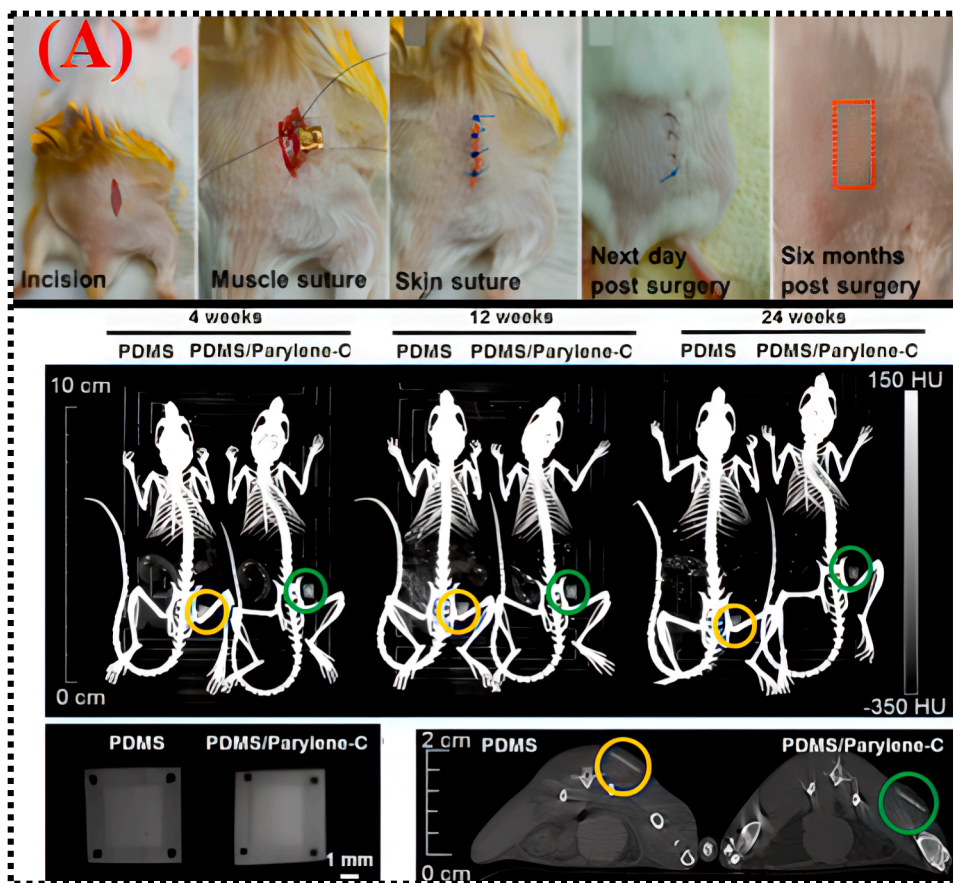 (A)
Incision
Muscle suture
Skin suture
Next day
post surgery
Six months
post surgery
4 weeks
12 weeks
24 weeks
PDMS
PDMS/Parylene-C
PDMS
PDMS/Parylene-C
PDMS
PDMS/Parylene-C
10 cm
0 cm
150 HU
-350 HU
PDMS
PDMS/Parylene-C
1 mm
2 cm
PDMS
PDMS/Parylene-C
0 cm